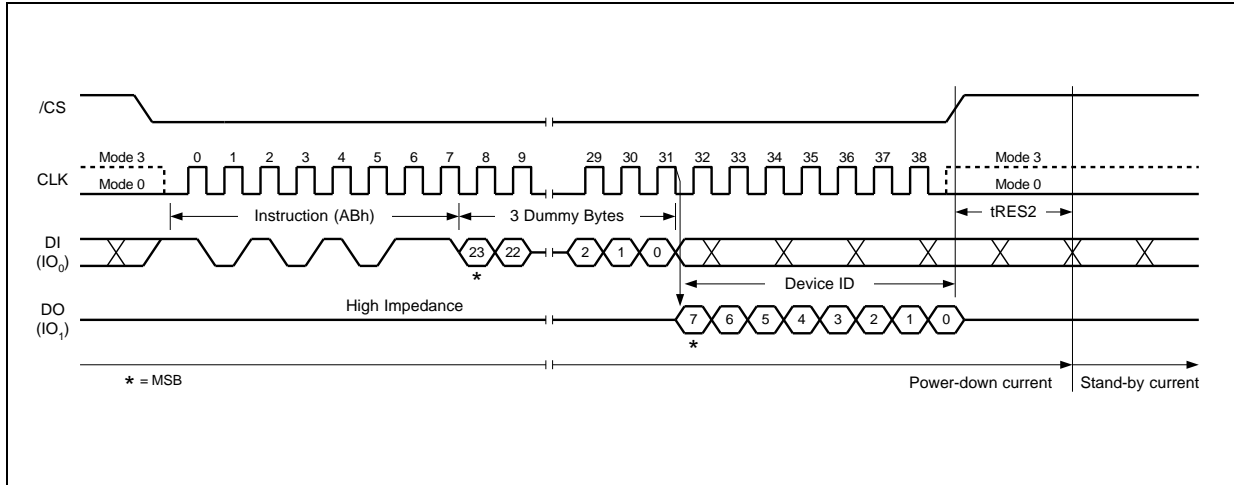 /CS
Mode 3 0 1 2 3 4 5 6 7 8 9 29 30 31 32 33 34 35 36 37 38 Mode 3
CLK
Mode 0 Mode 0
Instruction (ABh) 3 Dummy Bytes tRES2
DI
(IO0)
23 22 2 1 0
*
Device ID
High Impedance
DO
(IO1)
7 6 5 4 3 2 1 0
*
* = MSB
Power-down current Stand-by current